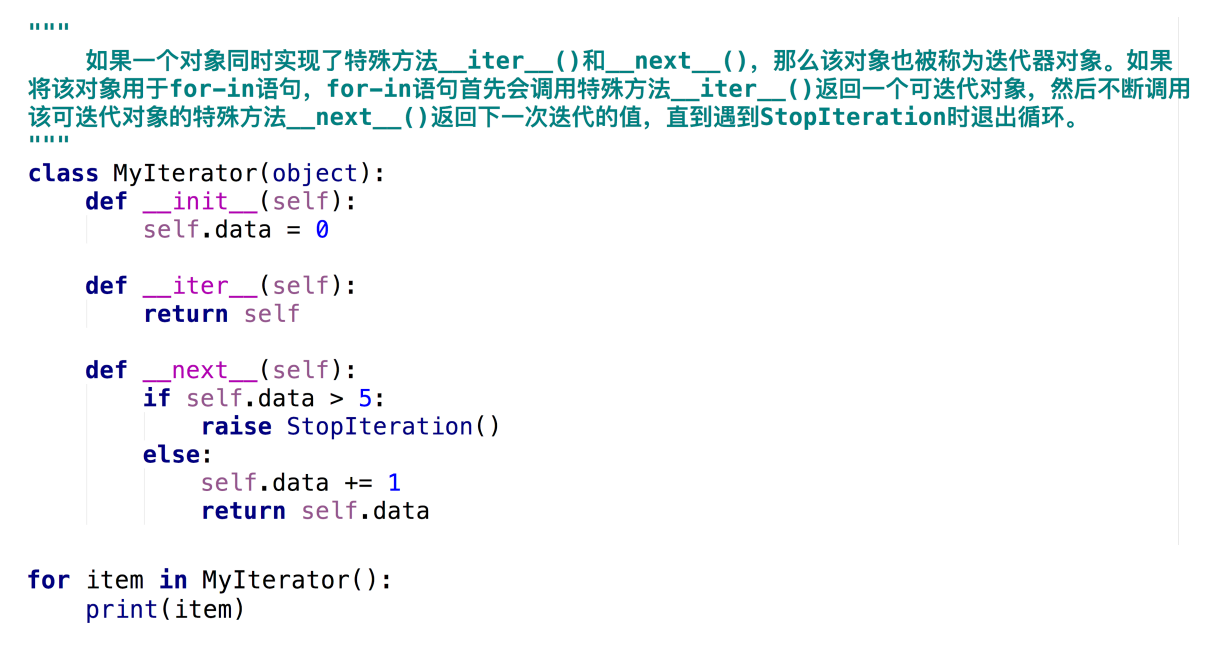 """
    如果一个对象同时实现了特殊方法__iter__()和__next__()，那么该对象也被称为迭代器对象。如果
将该对象用于for-in语句，for-in语句首先会调用特殊方法__iter__()返回一个可迭代对象，然后不断调用
该可迭代对象的特殊方法__next__()返回下一次迭代的值，直到遇到StopIteration时退出循环。
"""
class MyIterator(object):
    def __init__(self):
        self.data = 0

    def __iter__(self):
        return self

    def __next__(self):
        if self.data > 5:
            raise StopIteration()
        else:
            self.data += 1
            return self.data

for item in MyIterator():
    print(item)